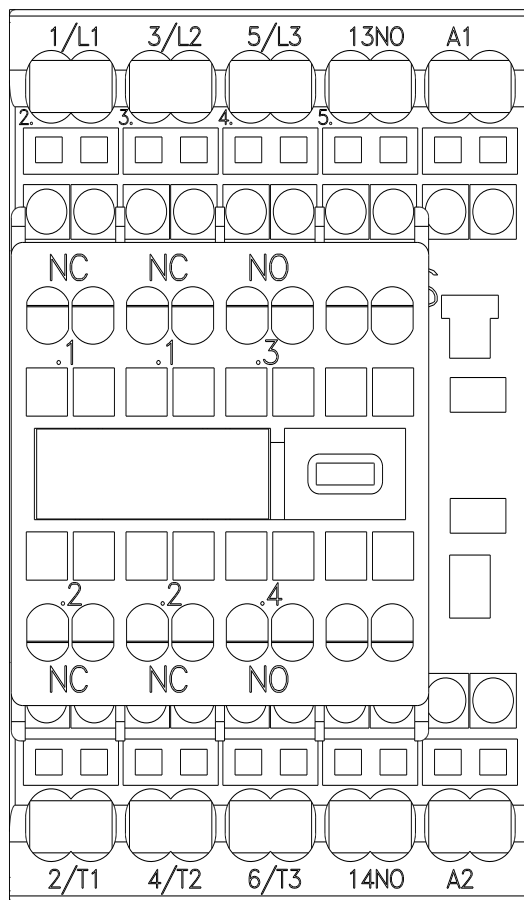 1/L1 3/L2 5/L3 13NO A1
2. 3. 4. 5.
NC NC NO
.1 .1 .3
.2 .2 .4
NC NC NO
2/T1 4/T2 6/T3 14NO A2